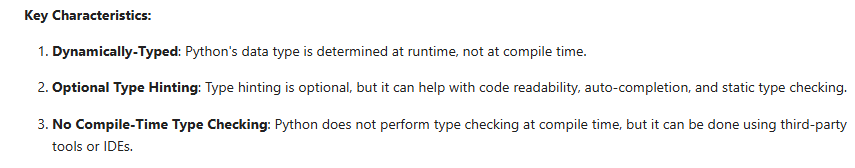 Key Characteristics:
1. Dynamically-Typed: Python's data type is determined at runtime, not at compile time.
2. Optional Type Hinting: Type hinting is optional, but it can help with code readability, auto-completion, and static type checking.
3. No Compile-Time Type Checking: Python does not perform type checking at compile time, but it can be done using third-party
tools or IDEs.